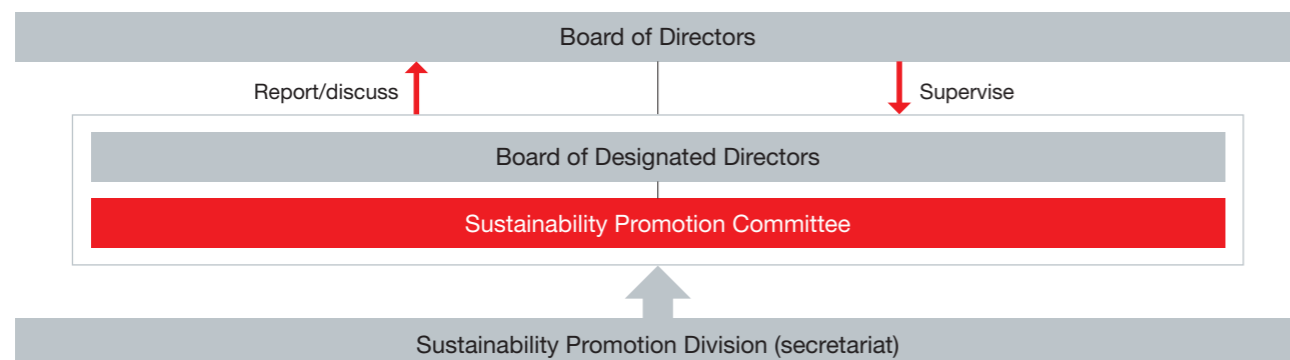 Board of Directors
Report/discuss
Supervise
Board of Designated Directors
Sustainability Promotion Committee
Sustainability Promotion Division (secretariat)